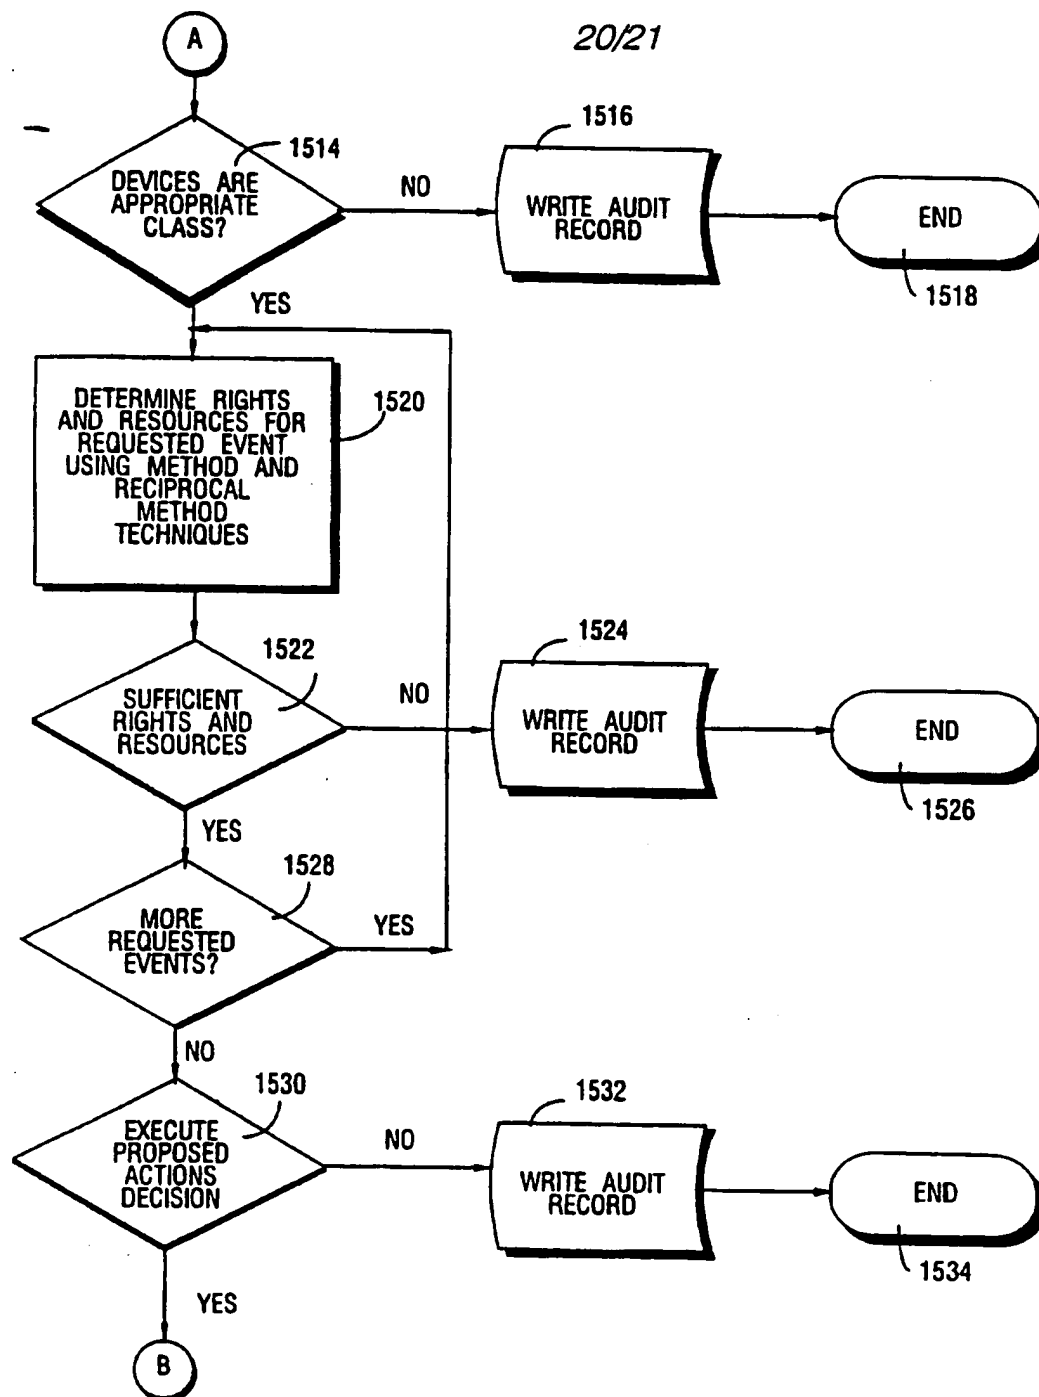 A
20/21
1514
DEVICES ARE
APPROPRIATE
CLASS?
NO
1516
WRITE AUDIT
RECORD
END
1518
YES
DETERMINE RIGHTS
AND RESOURCES FOR
REQUESTED EVENT
USING METHOD AND
RECIPROCAL
METHOD
TECHNIQUES
1520
1522
SUFFICIENT
RIGHTS AND
RESOURCES
NO
1524
WRITE AUDIT
RECORD
END
1526
YES
1528
MORE
REQUESTED
EVENTS?
YES
NO
1530
EXECUTE
PROPOSED
ACTIONS
DECISION
NO
1532
WRITE AUDIT
RECORD
END
1534
YES
B